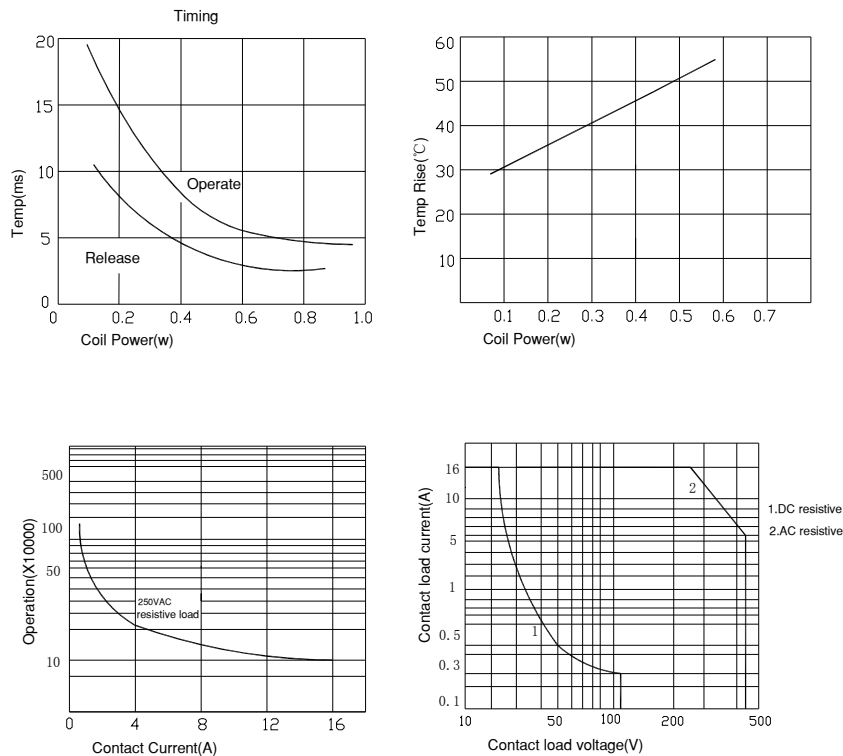 Timing
20
15
10
5
0
Temp(ms)
Operate
Release
0 0.2 0.4 0.6 0.8 1.0
Coil Power(w)
60
50
40
30
20
10
Temp Rise(℃)
0.1 0.2 0.3 0.4 0.5 0.6 0.7
Coil Power(w)
500
100
50
10
Operation(X10000)
250VAC
resistive load
0 4 8 12 16
Contact Current(A)
16
10
5
1
0.5
0.3
0.1
Contact load current(A)
2
1
1.DC resistive
2.AC resistive
10 50 100 200 500
Contact load voltage(V)